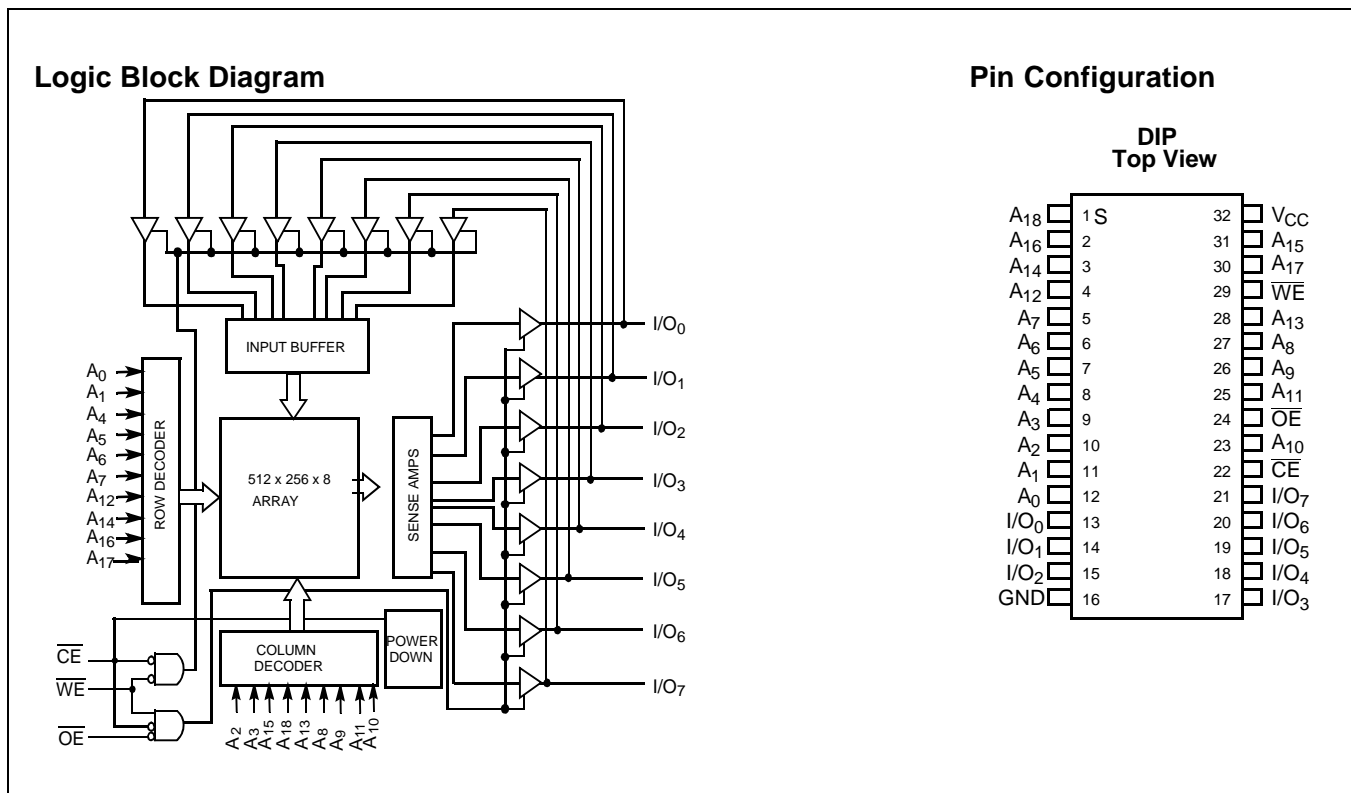 Logic Block Diagram
INPUT BUFFER
A0
A1
A4
A5
A6
A7
A12
A14
A16
A17
ROW DECODER
512 x 256 x 8
ARRAY
SENSE AMPS
I/O0
I/O1
I/O2
I/O3
I/O4
I/O5
I/O6
I/O7
COLUMN
DECODER
POWER
DOWN
CE
WE
OE
A2
A3
A15
A18
A13
A8
A9
A11
A10
Pin Configuration
DIP
Top View
A18 1 S 32 VCC
A16 2 31 A15
A14 3 30 A17
A12 4 29 WE
A7 5 28 A13
A6 6 27 A8
A5 7 26 A9
A4 8 25 A11
A3 9 24 OE
A2 10 23 A10
A1 11 22 CE
A0 12 21 I/O7
I/O0 13 20 I/O6
I/O1 14 19 I/O5
I/O2 15 18 I/O4
GND 16 17 I/O3